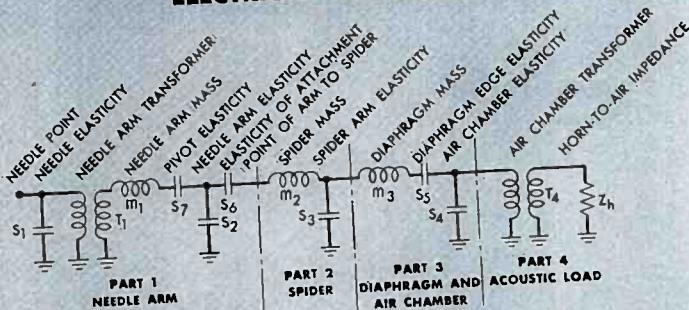 NEEDLE POINT
NEEDLE ELASTICITY
NEEDLE ARM TRANSFORMER
NEEDLE ARM MASS
PIVOT ELASTICITY
NEEDLE ARM ELASTICITY
ELASTICITY OF ATTACHMENT
POINT OF ARM TO SPIDER
SPIDER MASS
SPIDER ARM ELASTICITY
DIAPHRAGM MASS
DIAPHRAGM EDGE ELASTICITY
AIR CHAMBER ELASTICITY
AIR CHAMBER TRANSFORMER
HORN-TO-AIR IMPEDANCE
S1
T1
m1
S7
S6
S2
m2
S3
m3
S5
S4
T4
Zh
PART 1
NEEDLE ARM
PART 2
SPIDER
PART 3
DIAPHRAGM AND
AIR CHAMBER
PART 4
ACOUSTIC LOAD